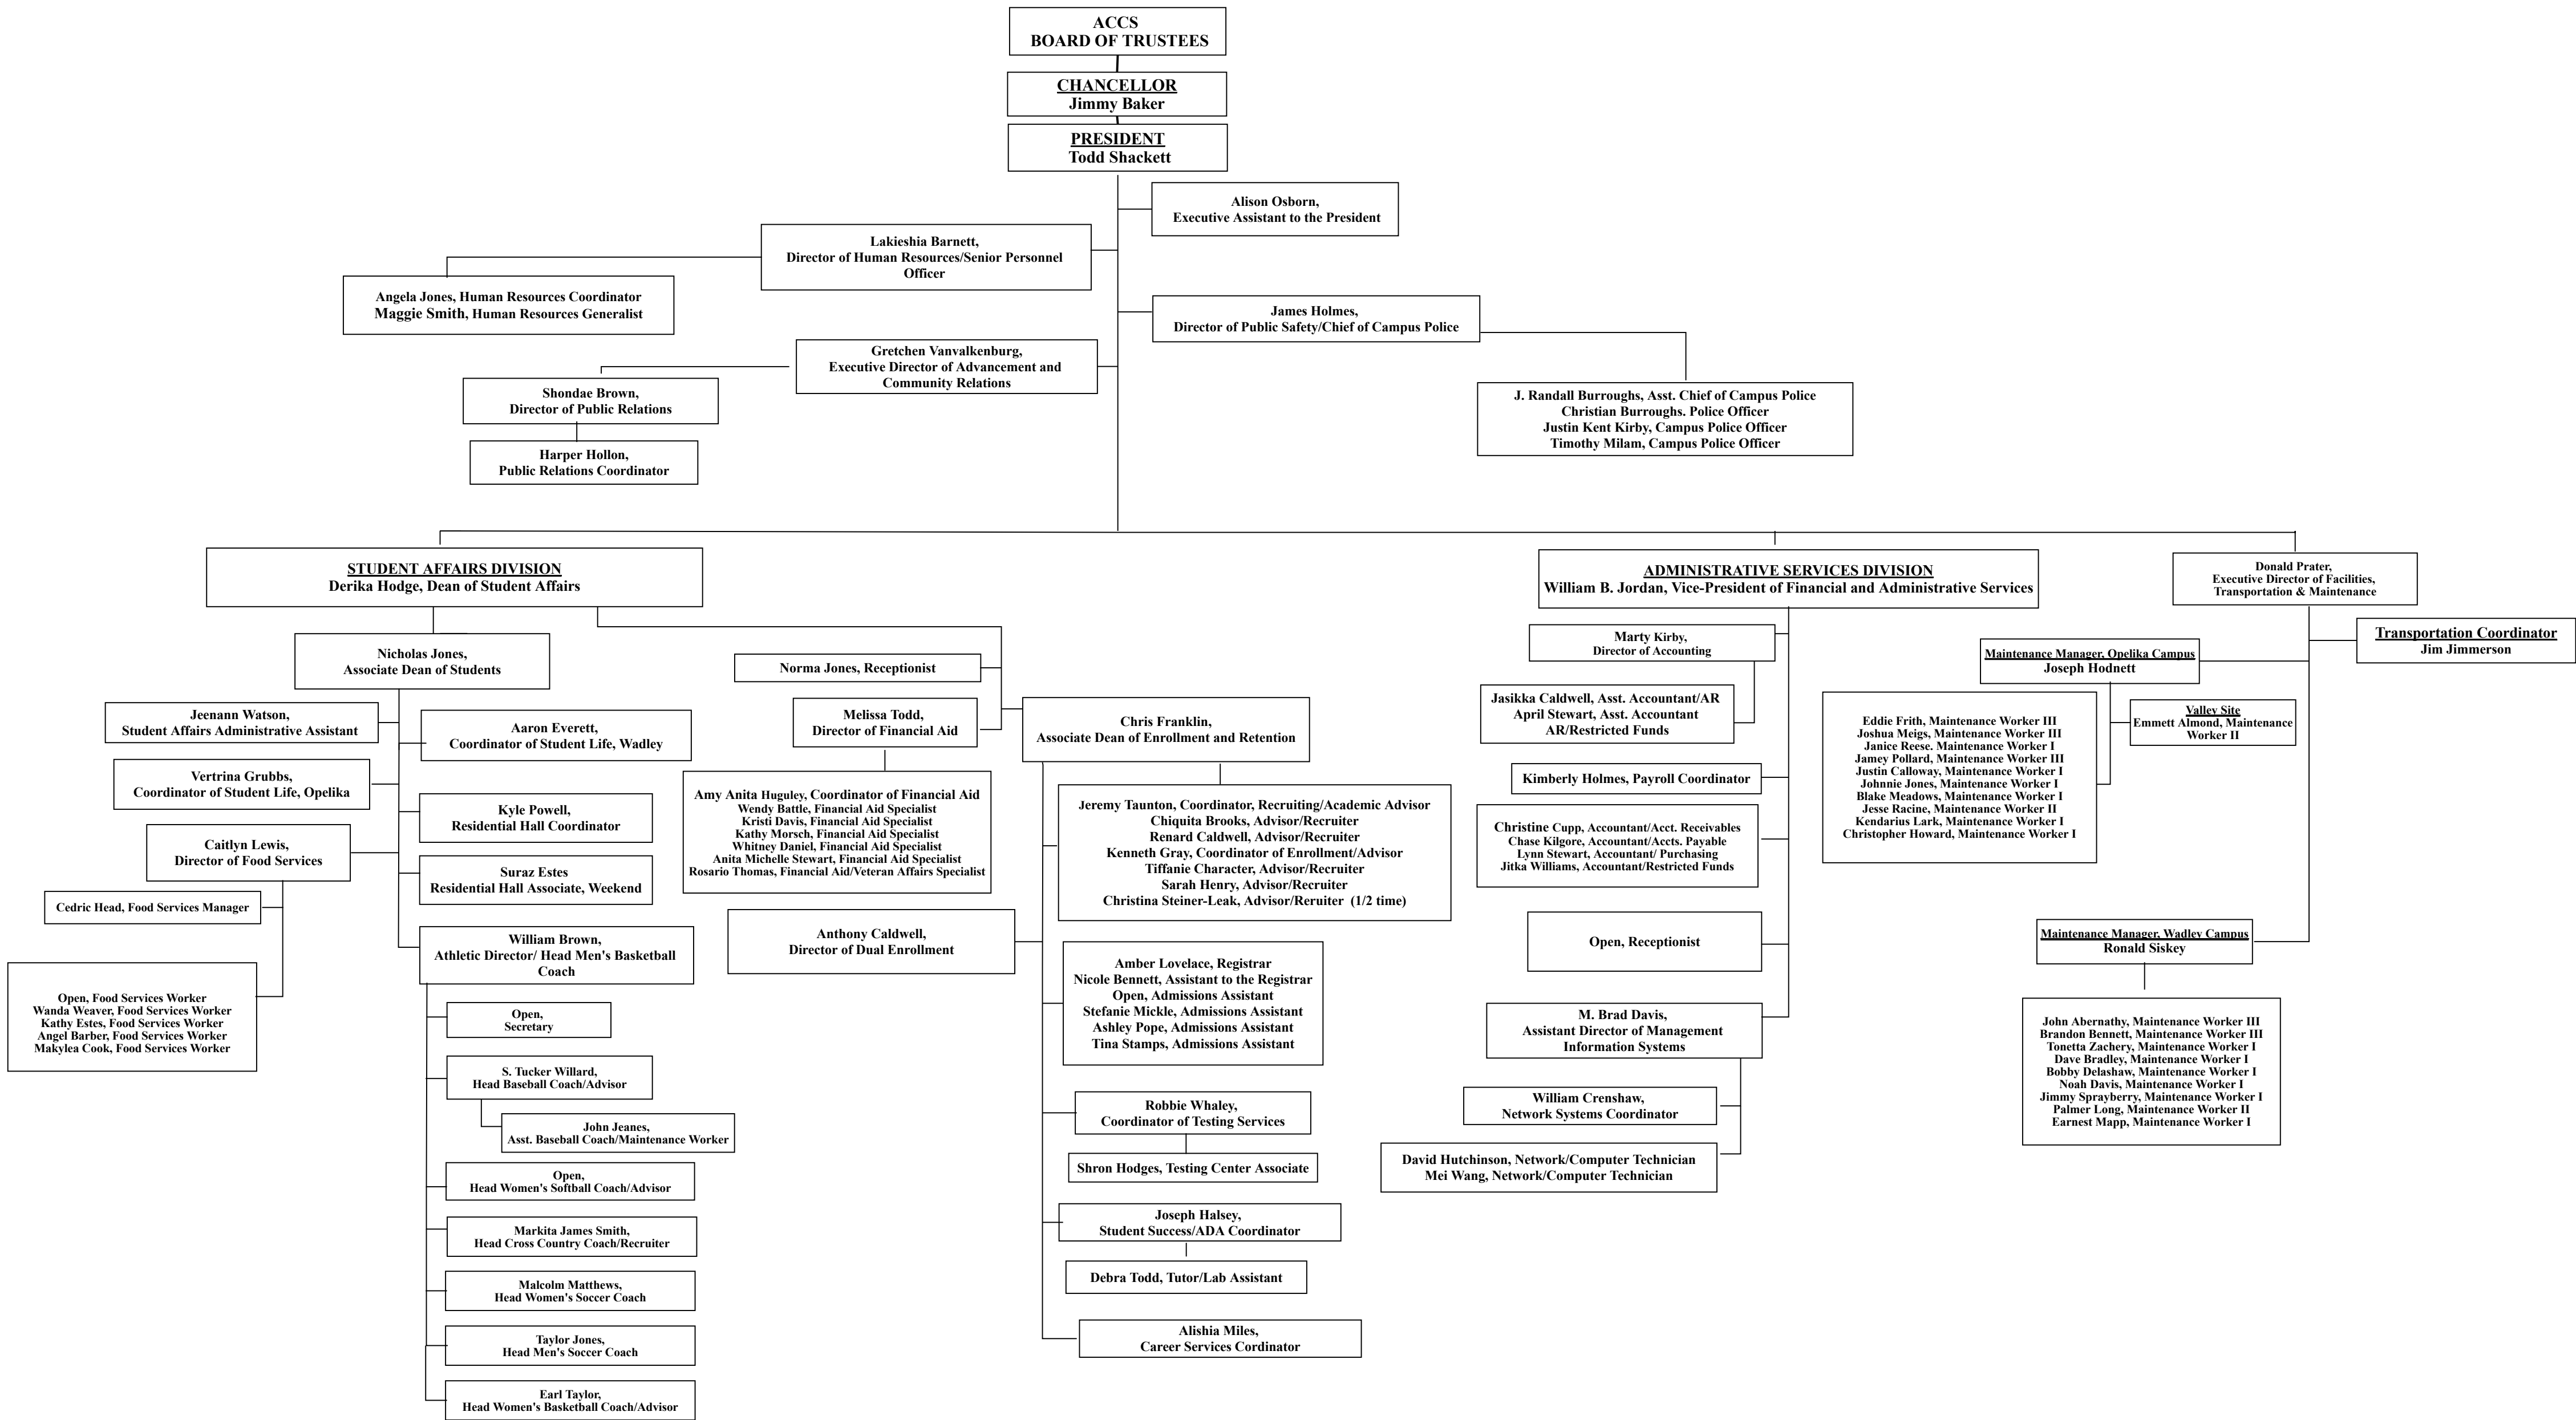 ACCS
BOARD OF TRUSTEES
CHANCELLOR
Jimmy Baker
PRESIDENT
Todd Shackett
Alison Osborn,
Executive Assistant to the President
Lakieshia Barnett,
Director of Human Resources/Senior Personnel
Officer
Angela Jones, Human Resources Coordinator
Maggie Smith, Human Resources Generalist
James Holmes,
Director of Public Safety/Chief of Campus Police
Gretchen Vanvalkenburg,
Executive Director of Advancement and
Community Relations
Shondae Brown,
Director of Public Relations
Harper Hollon,
Public Relations Coordinator
J. Randall Burroughs, Asst. Chief of Campus Police
Christian Burroughs. Police Officer
Justin Kent Kirby, Campus Police Officer
Timothy Milam, Campus Police Officer
STUDENT AFFAIRS DIVISION
Derika Hodge, Dean of Student Affairs
Nicholas Jones,
Associate Dean of Students
Jeenann Watson,
Student Affairs Administrative Assistant
Aaron Everett,
Coordinator of Student Life, Wadley
Vertrina Grubbs,
Coordinator of Student Life, Opelika
Kyle Powell,
Residential Hall Coordinator
Caitlyn Lewis,
Director of Food Services
Suraz Estes
Residential Hall Associate, Weekend
Cedric Head, Food Services Manager
Open, Food Services Worker
Wanda Weaver, Food Services Worker
Kathy Estes, Food Services Worker
Angel Barber, Food Services Worker
Makylea Cook, Food Services Worker
William Brown,
Athletic Director/ Head Men's Basketball
Coach
Open,
Secretary
S. Tucker Willard,
Head Baseball Coach/Advisor
John Jeanes,
Asst. Baseball Coach/Maintenance Worker
Open,
Head Women's Softball Coach/Advisor
Markita James Smith,
Head Cross Country Coach/Recruiter
Malcolm Matthews,
Head Women's Soccer Coach
Taylor Jones,
Head Men's Soccer Coach
Earl Taylor,
Head Women's Basketball Coach/Advisor
Norma Jones, Receptionist
Melissa Todd,
Director of Financial Aid
Amy Anita Huguley, Coordinator of Financial Aid
Wendy Battle, Financial Aid Specialist
Kristi Davis, Financial Aid Specialist
Kathy Morsch, Financial Aid Specialist
Whitney Daniel, Financial Aid Specialist
Anita Michelle Stewart, Financial Aid Specialist
Rosario Thomas, Financial Aid/Veteran Affairs Specialist
Chris Franklin,
Associate Dean of Enrollment and Retention
Jeremy Taunton, Coordinator, Recruiting/Academic Advisor
Chiquita Brooks, Advisor/Recruiter
Renard Caldwell, Advisor/Recruiter
Kenneth Gray, Coordinator of Enrollment/Advisor
Tiffanie Character, Advisor/Recruiter
Sarah Henry, Advisor/Recruiter
Christina Steiner-Leak, Advisor/Reruiter (1/2 time)
Anthony Caldwell,
Director of Dual Enrollment
Amber Lovelace, Registrar
Nicole Bennett, Assistant to the Registrar
Open, Admissions Assistant
Stefanie Mickle, Admissions Assistant
Ashley Pope, Admissions Assistant
Tina Stamps, Admissions Assistant
Robbie Whaley,
Coordinator of Testing Services
Shron Hodges, Testing Center Associate
Joseph Halsey,
Student Success/ADA Coordinator
Debra Todd, Tutor/Lab Assistant
Alishia Miles,
Career Services Cordinator
ADMINISTRATIVE SERVICES DIVISION
William B. Jordan, Vice-President of Financial and Administrative Services
Marty Kirby,
Director of Accounting
Jasikka Caldwell, Asst. Accountant/AR
April Stewart, Asst. Accountant
AR/Restricted Funds
Kimberly Holmes, Payroll Coordinator
Christine Cupp, Accountant/Acct. Receivables
Chase Kilgore, Accountant/Accts. Payable
Lynn Stewart, Accountant/ Purchasing
Jitka Williams, Accountant/Restricted Funds
Open, Receptionist
M. Brad Davis,
Assistant Director of Management
Information Systems
William Crenshaw,
Network Systems Coordinator
David Hutchinson, Network/Computer Technician
Mei Wang, Network/Computer Technician
Donald Prater,
Executive Director of Facilities,
Transportation & Maintenance
Transportation Coordinator
Jim Jimmerson
Maintenance Manager, Opelika Campus
Joseph Hodnett
Valley Site
Emmett Almond, Maintenance
Worker II
Eddie Frith, Maintenance Worker III
Joshua Meigs, Maintenance Worker III
Janice Reese. Maintenance Worker I
Jamey Pollard, Maintenance Worker III
Justin Calloway, Maintenance Worker I
Johnnie Jones, Maintenance Worker I
Blake Meadows, Maintenance Worker I
Jesse Racine, Maintenance Worker II
Kendarius Lark, Maintenance Worker I
Christopher Howard, Maintenance Worker I
Maintenance Manager, Wadley Campus
Ronald Siskey
John Abernathy, Maintenance Worker III
Brandon Bennett, Maintenance Worker III
Tonetta Zachery, Maintenance Worker I
Dave Bradley, Maintenance Worker I
Bobby Delashaw, Maintenance Worker I
Noah Davis, Maintenance Worker I
Jimmy Sprayberry, Maintenance Worker I
Palmer Long, Maintenance Worker II
Earnest Mapp, Maintenance Worker I